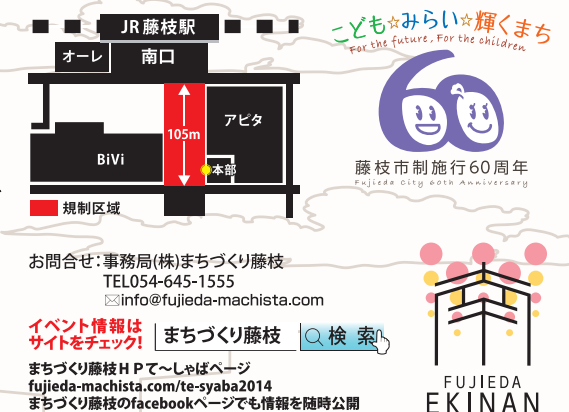 JR藤枝駅
オーレ
南口
105m
アピタ
BiVi
本部
規制区域
こども☆みらい☆輝くまち
For the future, For the children
60
藤枝市制施行60周年
Fujieda City 60th Anniversary
お問合せ:事務局(株)まちづくり藤枝
TEL054-645-1555
✉info@fujieda-machista.com
イベント情報は
サイトをチェック!
まちづくり藤枝 検索
まちづくり藤枝HPて~しゃばページ
fujieda-machista.com/te-syaba2014
まちづくり藤枝のfacebookページでも情報を随時公開
FUJIEDA
EKINAN